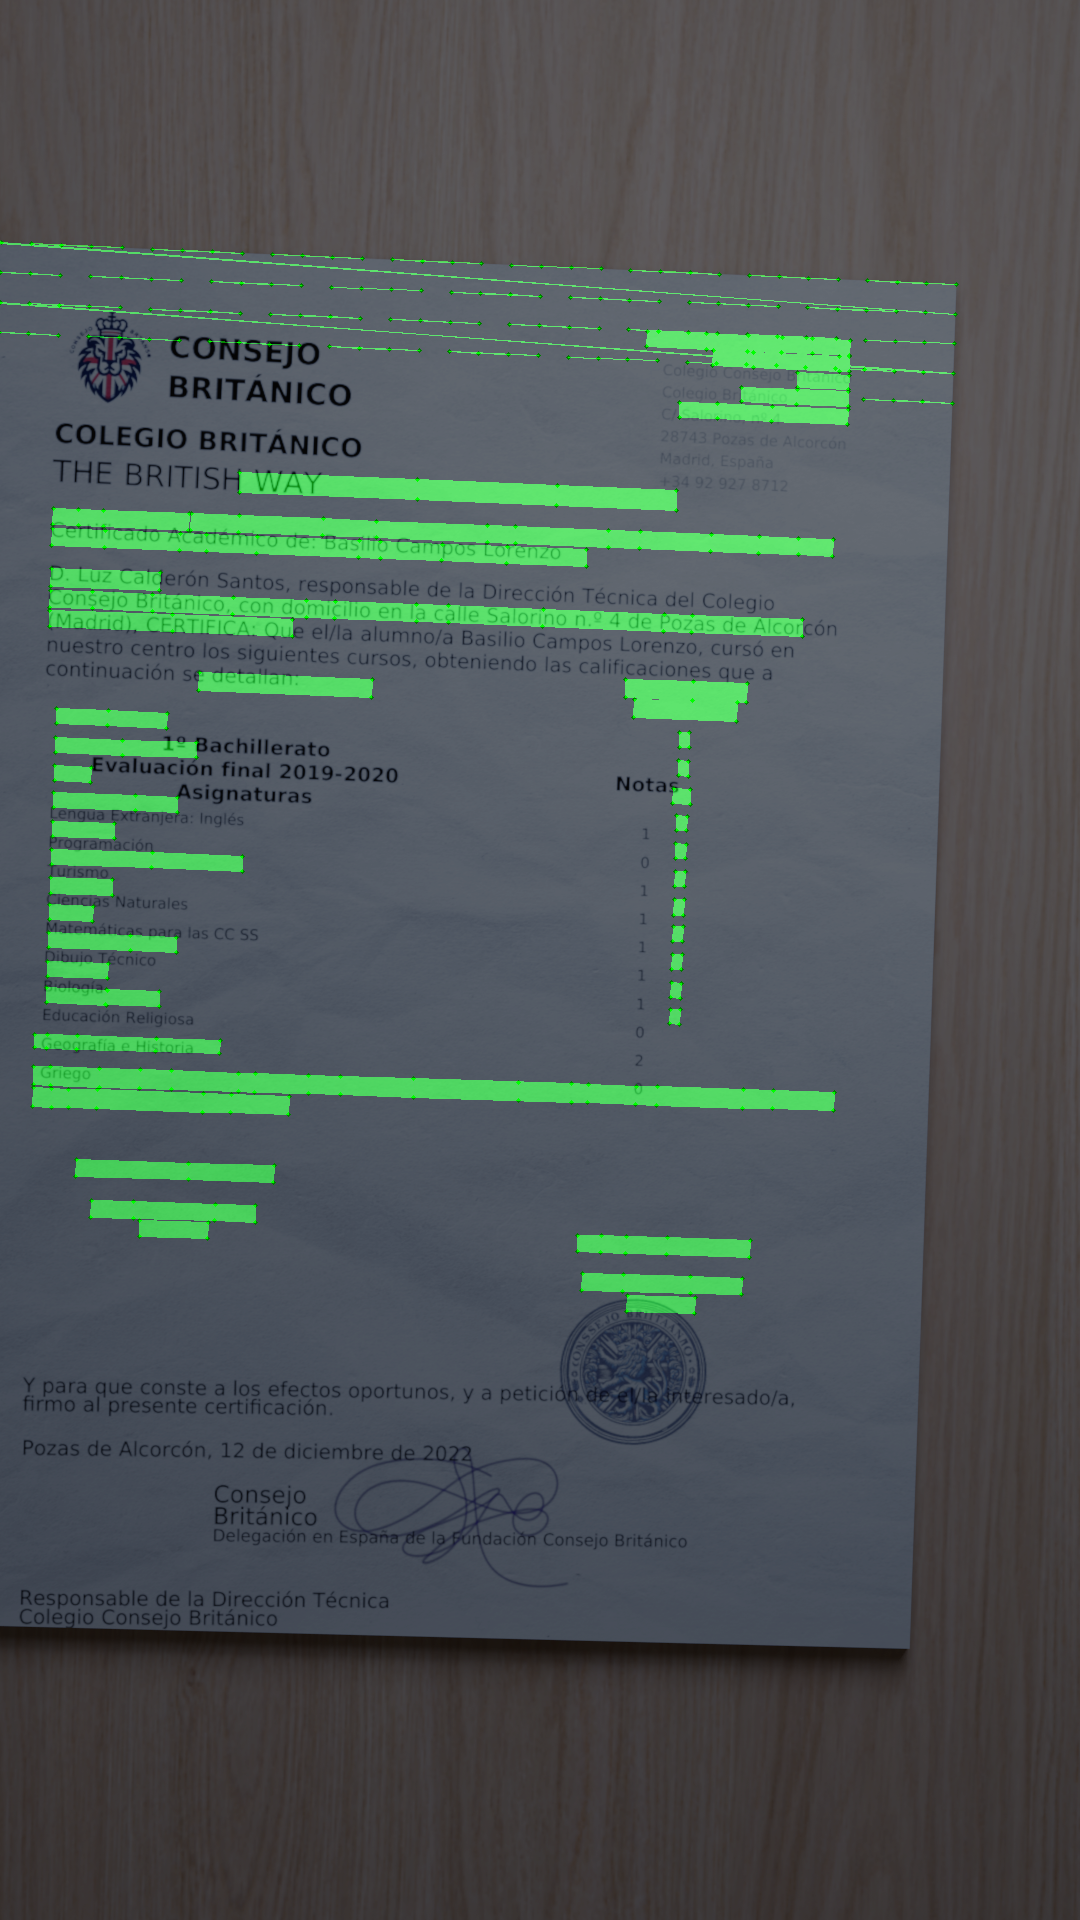 CONSEJO
BRITÁNICO
COLEGIO BRITÁNICO
THE BRITISH WAY
Colegio Consejo Británico
Colegio Británico
C/ Salorino, nº 4
28743 Pozas de Alcorcón
Madrid, España
+34 92 927 8712
Certificado Académico de: Basilio Campos Lorenzo
D. Luz Calderón Santos, responsable de la Dirección Técnica del Colegio
Consejo Británico, con domicilio en la calle Salorino n.º 4 de Pozas de Alcorcón
(Madrid), CERTIFICA: Que el/la alumno/a Basilio Campos Lorenzo, cursó en
nuestro centro los siguientes cursos, obteniendo las calificaciones que a
continuación se detallan:
1º Bachillerato
Evaluación final 2019-2020
Asignaturas Notas
Lengua Extranjera: Inglés 1
Programación 0
Turismo 1
Ciencias Naturales 1
Matemáticas para las CC SS 1
Dibujo Técnico 1
Biología 1
Educación Religiosa 0
Geografía e Historia 2
Griego 0
Y para que conste a los efectos oportunos, y a petición de el/la interesado/a,
firmo al presente certificación.
Pozas de Alcorcón, 12 de diciembre de 2022
Consejo
Británico
Delegación en España de la Fundación Consejo Británico
Responsable de la Dirección Técnica
Colegio Consejo Británico